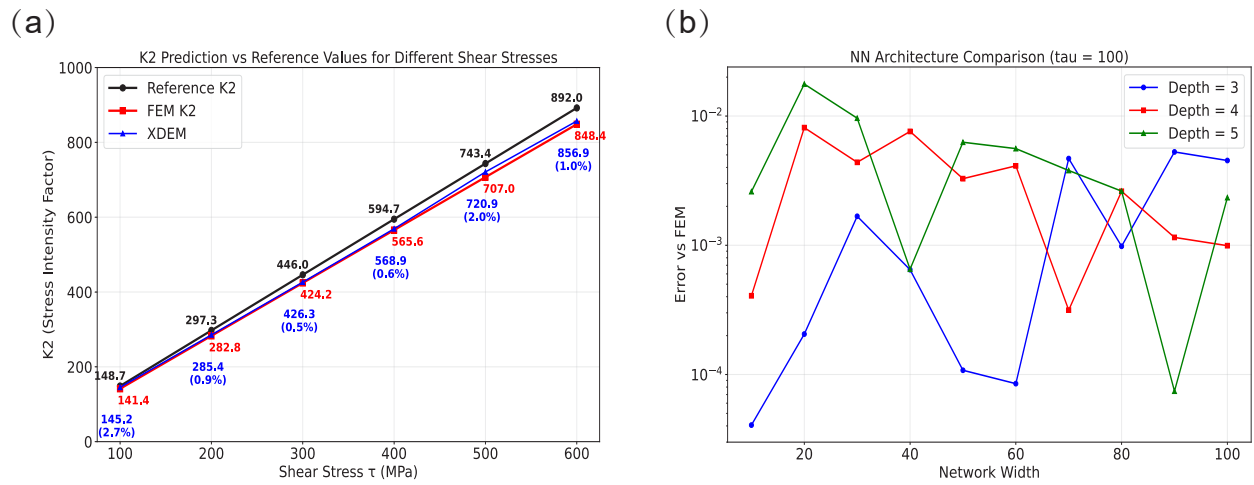 (a)
K2 Prediction vs Reference Values for Different Shear Stresses
K2 (Stress Intensity Factor)
1000
800
600
400
200
0
Reference K2
FEM K2
XDEM
148.7
297.3
446.0
594.7
743.4
892.0
141.4
282.8
424.2
565.6
707.0
848.4
145.2
(2.7%)
285.4
(0.9%)
426.3
(0.5%)
568.9
(0.6%)
720.9
(2.0%)
856.9
(1.0%)
100 200 300 400 500 600
Shear Stress τ (MPa)
(b)
NN Architecture Comparison (tau = 100)
Error vs FEM
10⁻²
10⁻³
10⁻⁴
Depth = 3
Depth = 4
Depth = 5
20 40 60 80 100
Network Width